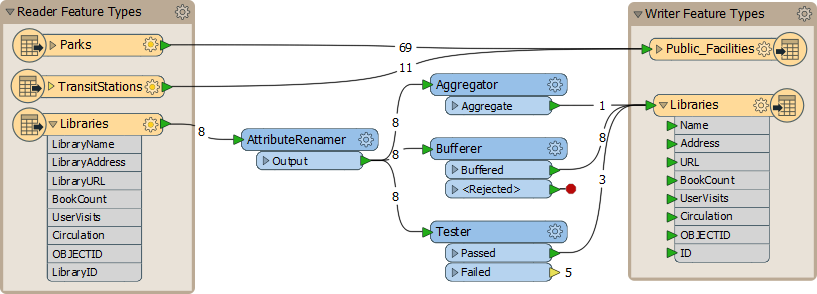 Reader Feature Types
Parks
TransitStations
Libraries
LibraryName
LibraryAddress
LibraryURL
BookCount
UserVisits
Circulation
OBJECTID
LibraryID
69
11
8
AttributeRenamer
Output
8
8
8
Aggregator
Aggregate
Bufferer
Buffered
<Rejected>
Tester
Passed
Failed
5
1
8
3
Writer Feature Types
Public_Facilities
Libraries
Name
Address
URL
BookCount
UserVisits
Circulation
OBJECTID
ID